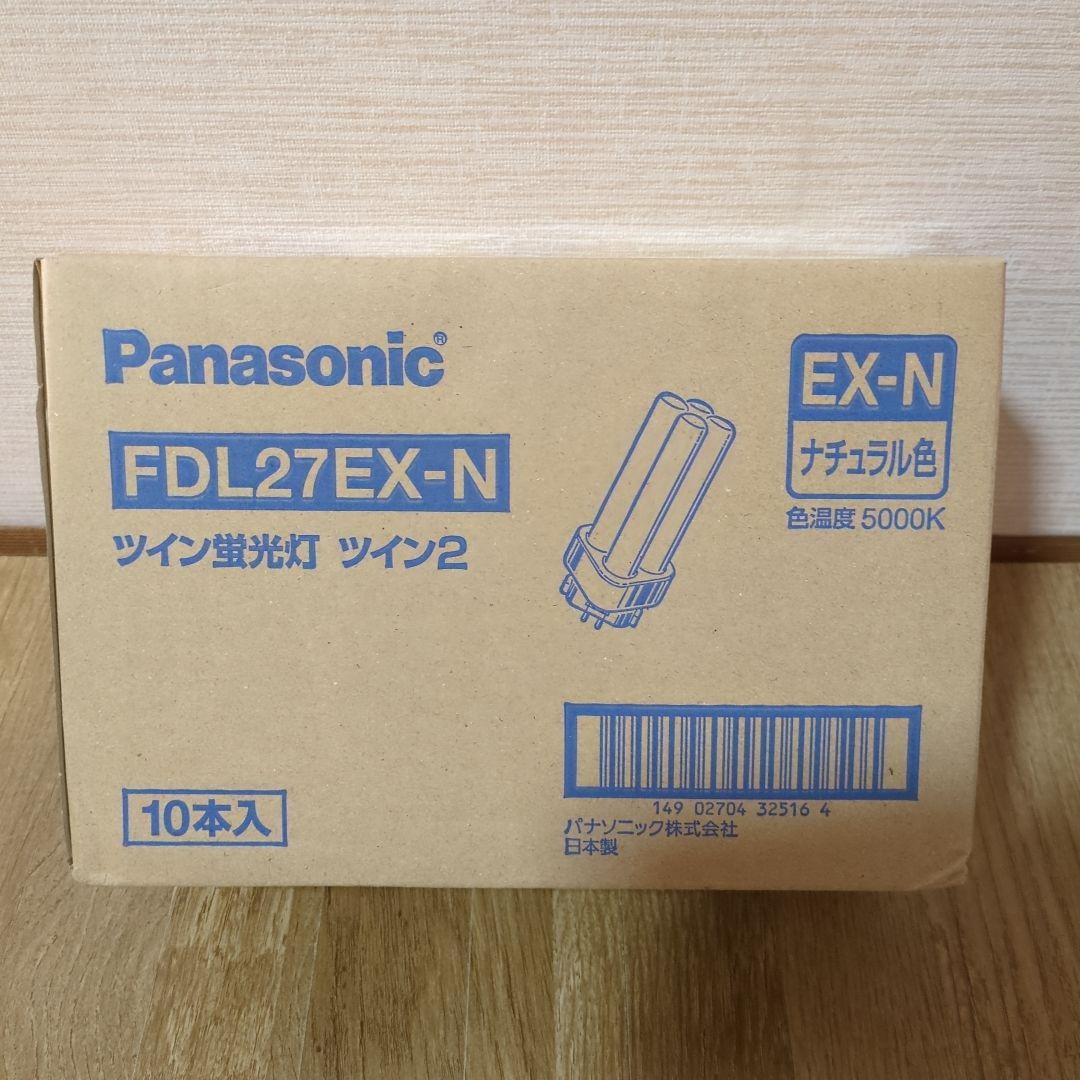 Panasonic®
FDL27EX-N
ツイン蛍光灯 ツイン2
EX-N
ナチュラル色
色温度 5000K
10本入
149 02704 32516 4
パナソニック株式会社
日本製